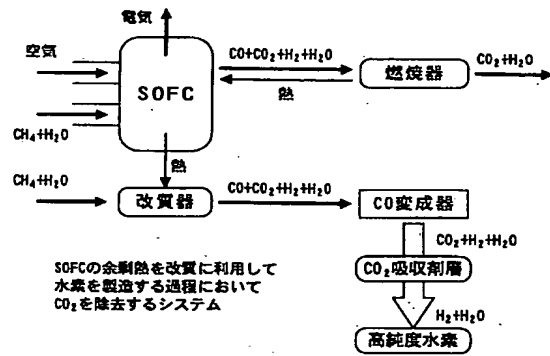 電気
空気
SOFC
CO+CO₂+H₂+H₂O
熱
燃焼器
CO₂+H₂O
CH₄+H₂O
熱
CH₄+H₂O
改質器
CO+CO₂+H₂+H₂O
CO変成器
CO₂+H₂+H₂O
SOFCの余剰熱を改質に利用して
水素を製造する過程において
CO₂を除去するシステム
CO₂吸収剤層
H₂+H₂O
高純度水素